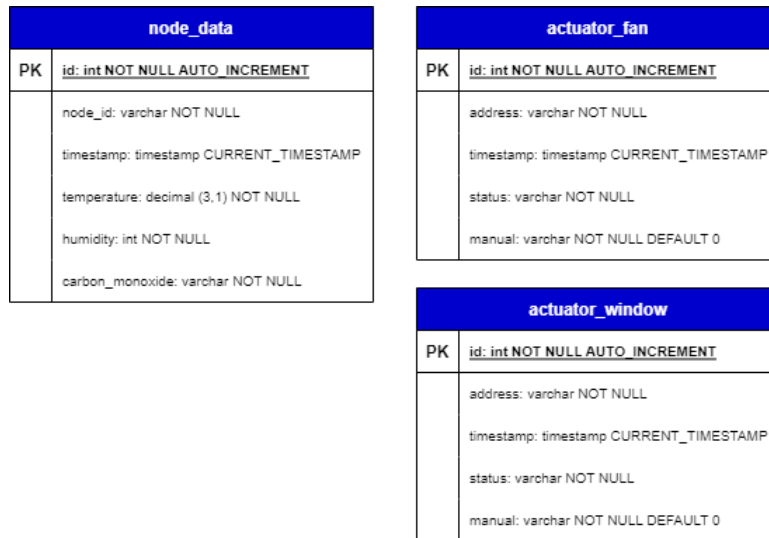 node_data
PK id: int NOT NULL AUTO_INCREMENT
node_id: varchar NOT NULL
timestamp: timestamp CURRENT_TIMESTAMP
temperature: decimal (3,1) NOT NULL
humidity: int NOT NULL
carbon_monoxide: varchar NOT NULL
actuator_fan
PK id: int NOT NULL AUTO_INCREMENT
address: varchar NOT NULL
timestamp: timestamp CURRENT_TIMESTAMP
status: varchar NOT NULL
manual: varchar NOT NULL DEFAULT 0
actuator_window
PK id: int NOT NULL AUTO_INCREMENT
address: varchar NOT NULL
timestamp: timestamp CURRENT_TIMESTAMP
status: varchar NOT NULL
manual: varchar NOT NULL DEFAULT 0